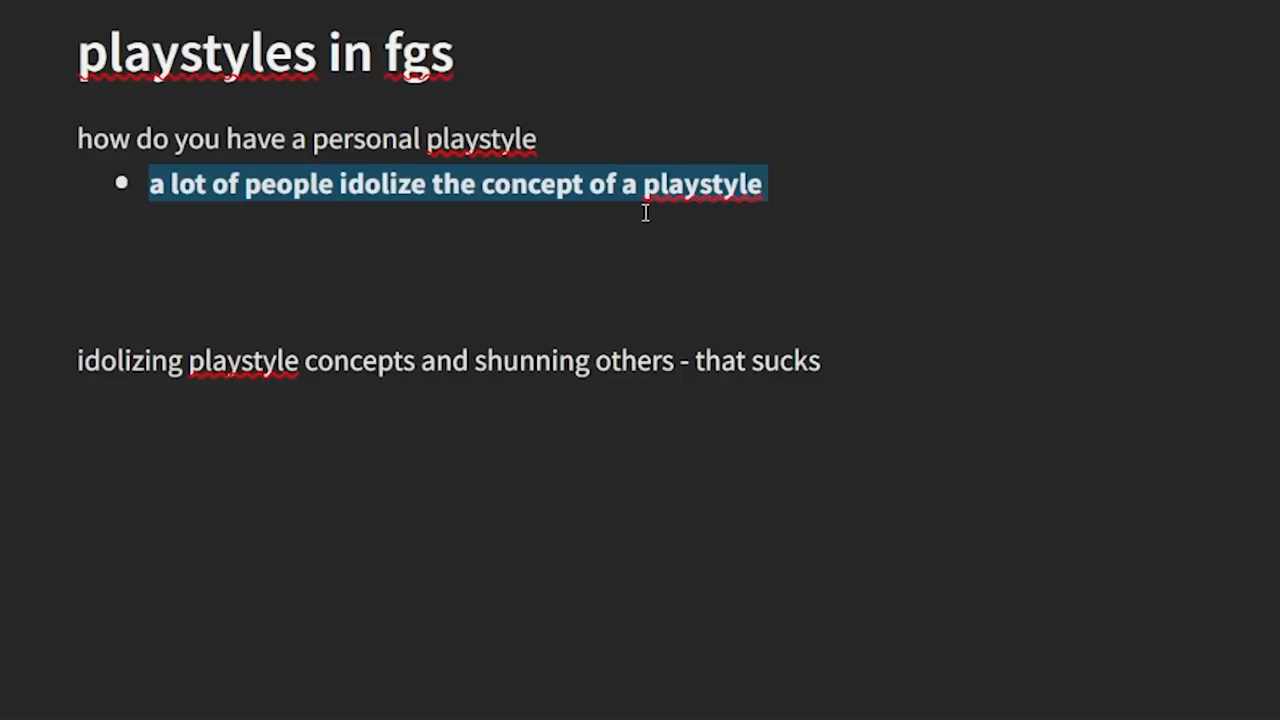 playstyles in fgs
how do you have a personal playstyle
• a lot of people idolize the concept of a playstyle
idolizing playstyle concepts and shunning others - that sucks